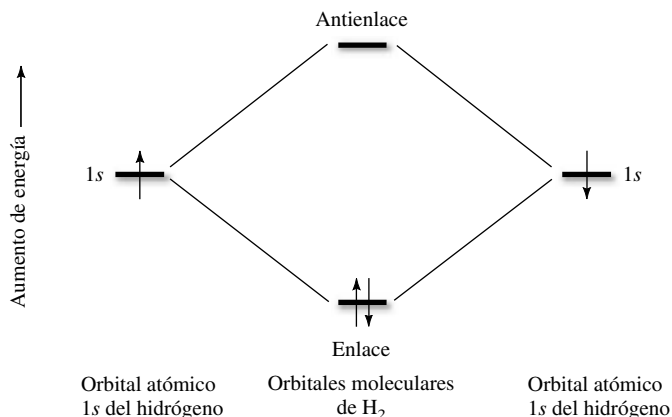 Antienlace
Aumento de energía
1s
1s
Enlace
Orbital atómico
1s del hidrógeno
Orbitales moleculares
de H₂
Orbital atómico
1s del hidrógeno